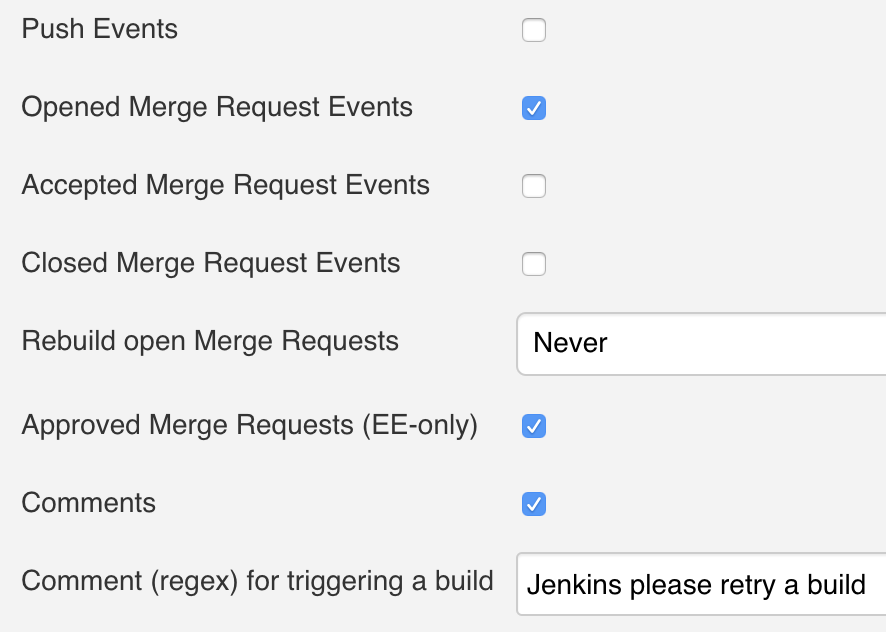 Push Events
Opened Merge Request Events
Accepted Merge Request Events
Closed Merge Request Events
Rebuild open Merge Requests Never
Approved Merge Requests (EE-only)
Comments
Comment (regex) for triggering a build Jenkins please retry a build